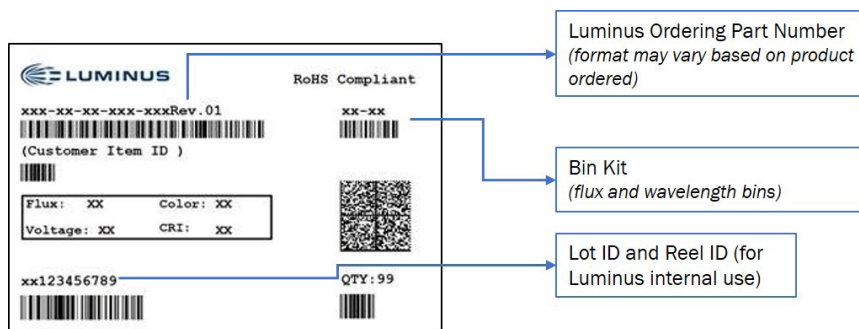 LUMINUS
RoHS Compliant
xxx-xx-xx-xxx-xxxRev.01
xx-xx
(Customer Item ID )
Flux: XX Color: XX
Voltage: XX CRI: XX
xx123456789
QTY:99
Luminus Ordering Part Number
(format may vary based on product
ordered)
Bin Kit
(flux and wavelength bins)
Lot ID and Reel ID (for
Luminus internal use)